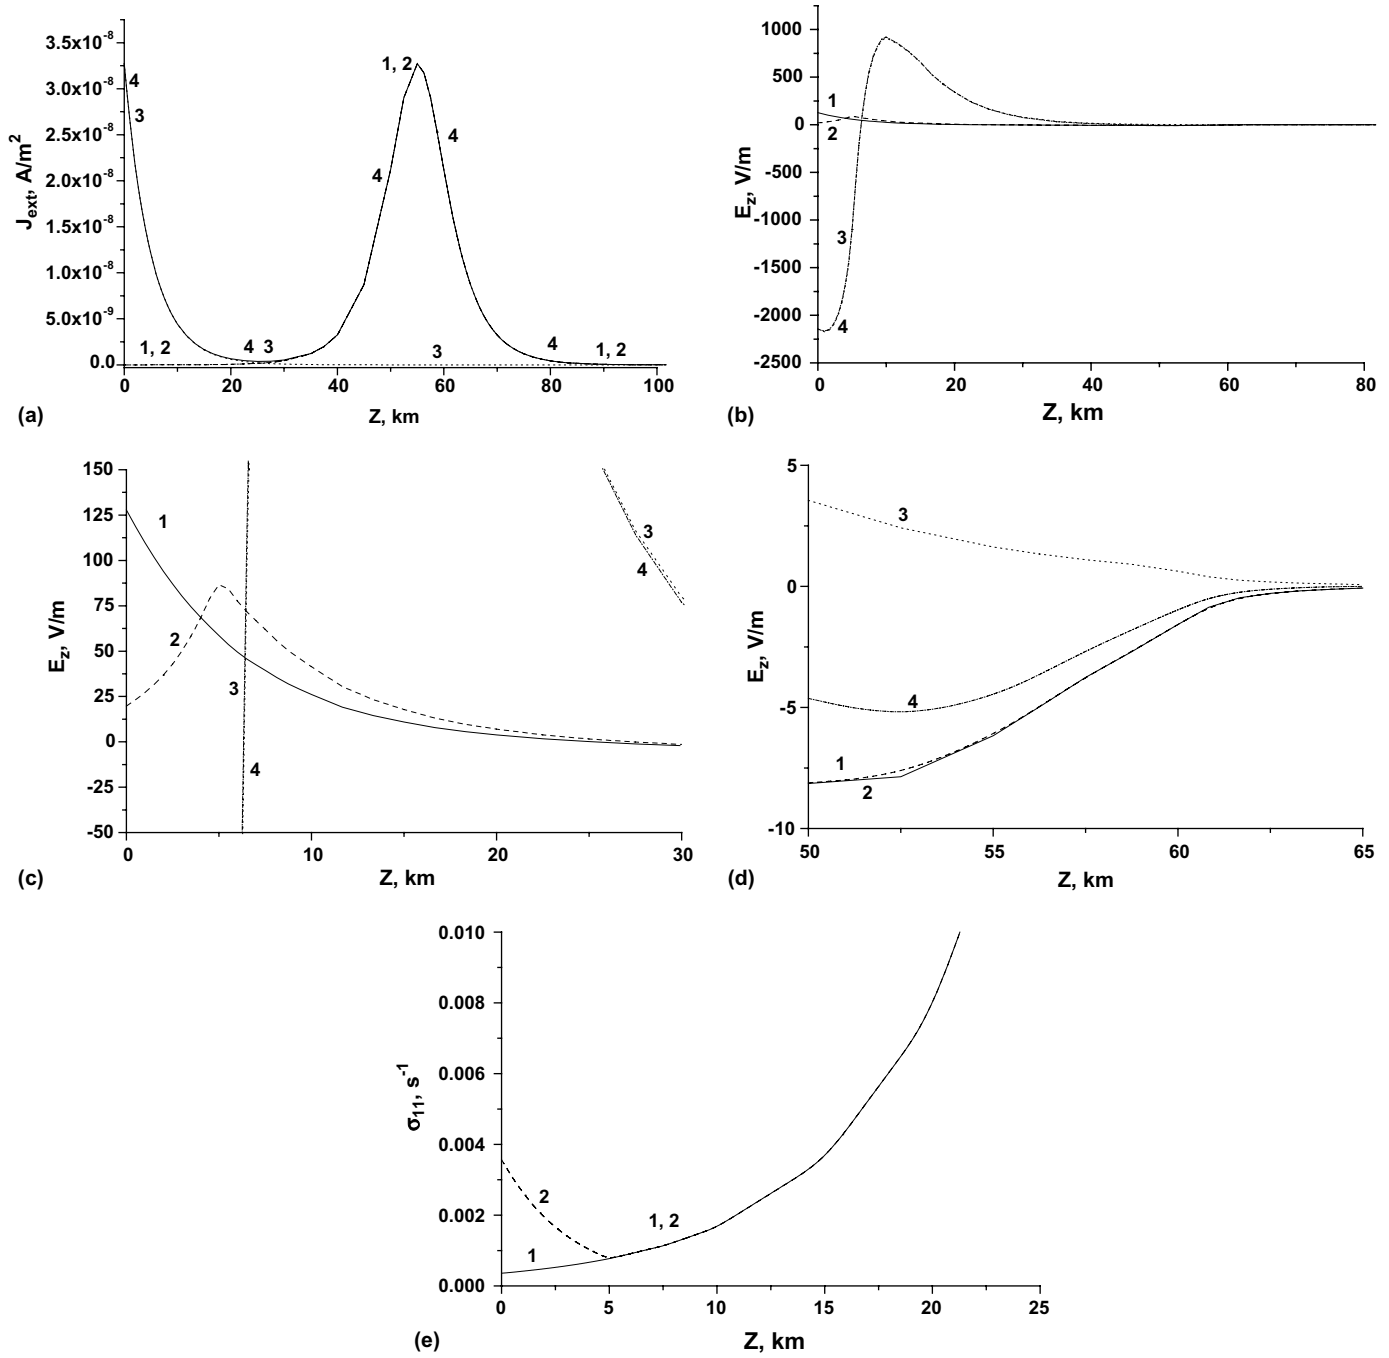 3.5x10⁻⁸
3.0x10⁻⁸
2.5x10⁻⁸
2.0x10⁻⁸
1.5x10⁻⁸
1.0x10⁻⁸
5.0x10⁻⁹
0.0
J_ext, A/m²
4
3
1, 2
4
4
1, 2
4 3
3
4
1, 2
0 20 40 60 80 100
Z, km
(a)
1000
500
0
-500
-1000
-1500
-2000
-2500
E_z, V/m
1
2
3
4
0 20 40 60 80
Z, km
(b)
150
125
100
75
50
25
0
-25
-50
E_z, V/m
1
2
3
4
3
4
0 10 20 30
Z, km
(c)
5
0
-5
-10
E_z, V/m
3
4
1
2
50 55 60 65
Z, km
(d)
0.010
0.008
0.006
0.004
0.002
0.000
σ₁₁, s⁻¹
2
1
1, 2
0 5 10 15 20 25
Z, km
(e)